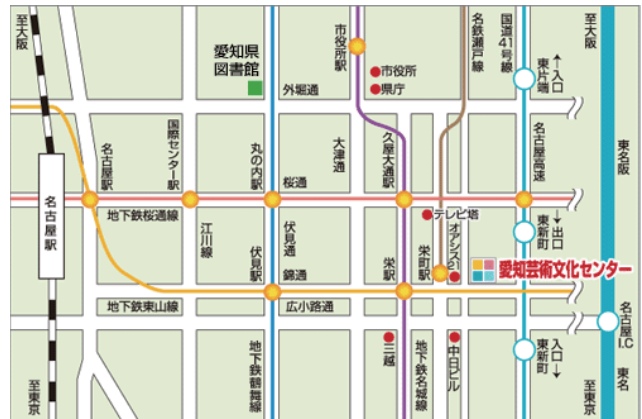 至大阪
市役所駅
名鉄瀬戸線
国道41号線
至大阪
愛知県
図書館
市役所
県庁
↑入口
東片端
外堀通
名古屋駅
国際センター駅
丸の内駅
大津通
久屋大通駅
名古屋高速
東名阪
桜通
名古屋駅
地下鉄桜通線
江川線
伏見通
伏見駅
錦通
テレビ塔
栄駅
栄町駅
オアシス21
↓出口
東新町
愛知芸術文化センター
地下鉄東山線
広小路通
名古屋I.C
地下鉄鶴舞線
三越
地下鉄名城線
中日ビル
入口↓
東新町
至東京
東名
至東京